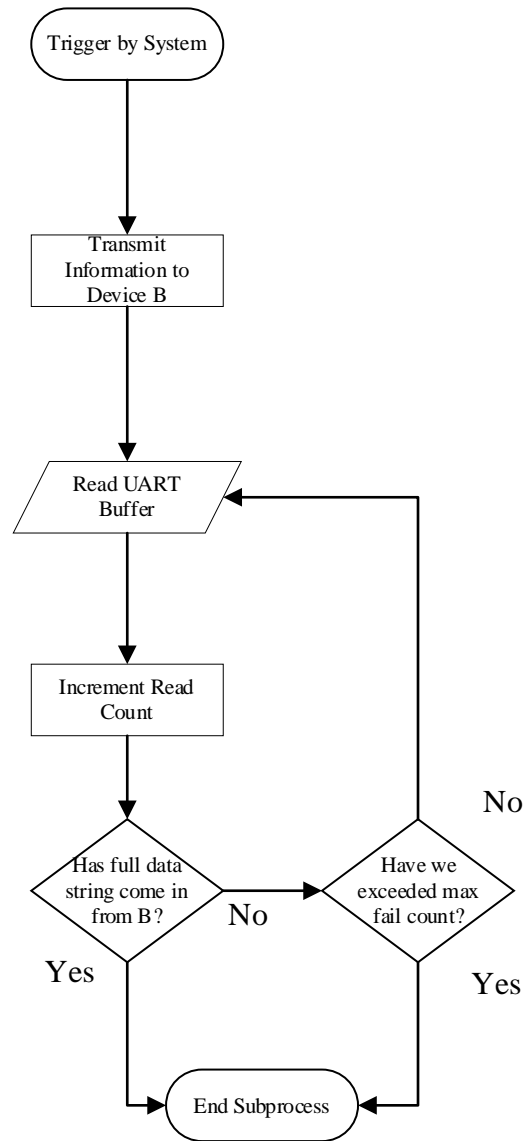 Trigger by System
Transmit
Information to
Device B
Read UART
Buffer
Increment Read
Count
Has full data
string come in
from B?
No
Yes
Have we
exceeded max
fail count?
No
Yes
End Subprocess